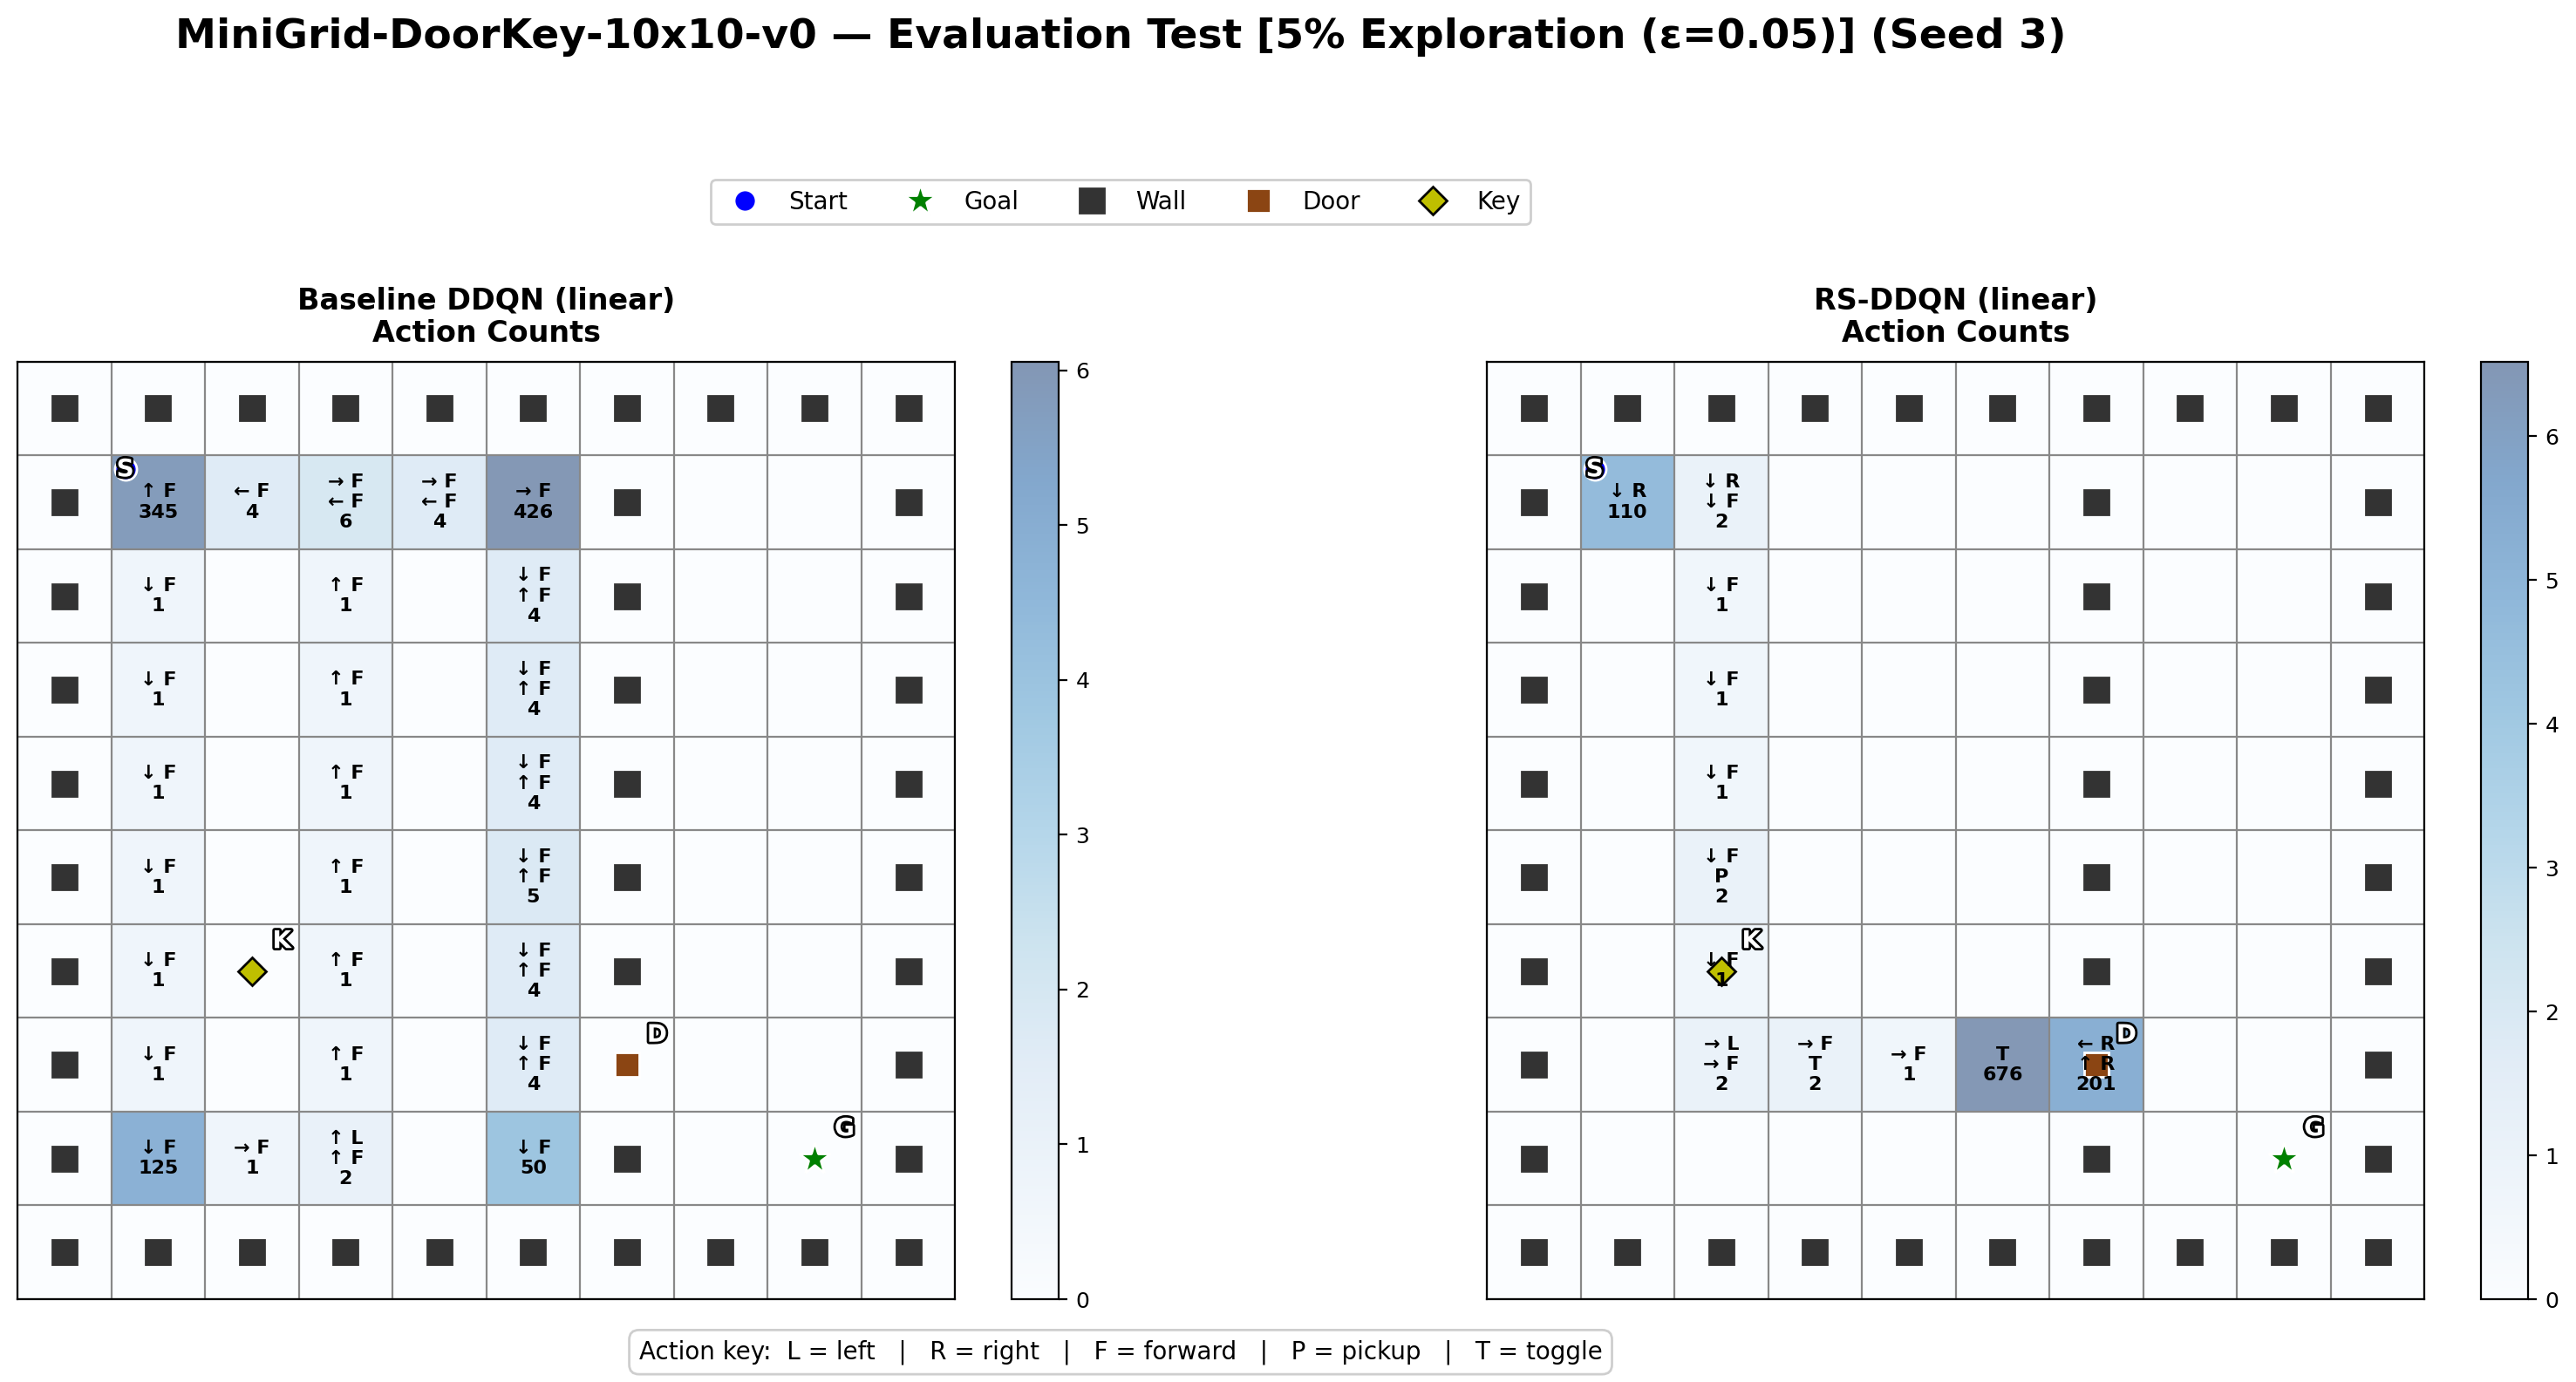 MiniGrid-DoorKey-10x10-v0 — Evaluation Test [5% Exploration (ε=0.05)] (Seed 3)
Start Goal Wall Door Key
Baseline DDQN (linear)
Action Counts
S
↑ F
345
← F
4
→ F
← F
6
→ F
← F
4
→ F
426
↓ F
1
↑ F
1
↓ F
↑ F
4
↓ F
1
↑ F
1
↓ F
↑ F
4
↓ F
1
↑ F
1
↓ F
↑ F
4
↓ F
1
↑ F
1
↓ F
↑ F
5
↓ F
1
K
↑ F
1
↓ F
↑ F
4
↓ F
1
↑ F
1
↓ F
↑ F
4
D
↓ F
125
→ F
1
↑ L
↑ F
2
↓ F
50
G
6
5
4
3
2
1
0
RS-DDQN (linear)
Action Counts
S
↓ R
110
↓ R
↓ F
2
↓ F
1
↓ F
1
↓ F
1
↓ F
P
2
K
↓ F
1
→ L
→ F
2
→ F
T
2
→ F
1
T
676
D
← R
↑ R
201
G
6
5
4
3
2
1
0
Action key: L = left | R = right | F = forward | P = pickup | T = toggle